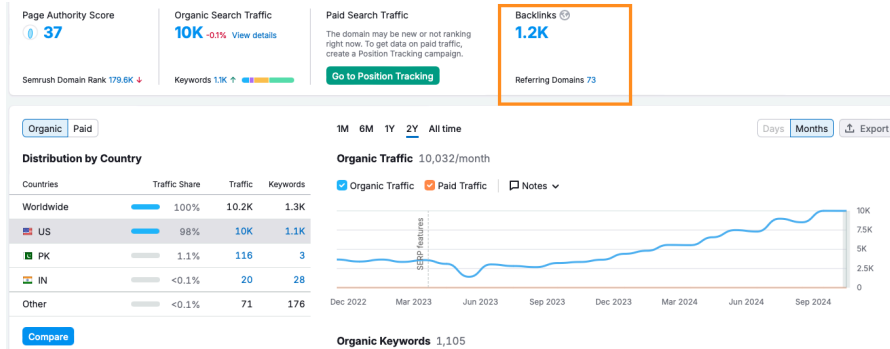 Page Authority Score
37
Semrush Domain Rank 179.6K ↓
Organic Search Traffic
10K -0.1% View details
Keywords 1.1K ↑
Paid Search Traffic
The domain may be new or not ranking
right now. To get data on paid traffic,
create a Position Tracking campaign.
Go to Position Tracking
Backlinks
1.2K
Referring Domains 73
Organic Paid
1M 6M 1Y 2Y All time
Days Months Export
Distribution by Country
Countries Traffic Share Traffic Keywords
Worldwide 100% 10.2K 1.3K
US 98% 10K 1.1K
PK 1.1% 116 3
IN <0.1% 20 28
Other <0.1% 71 176
Compare
Organic Traffic 10,032/month
Organic Traffic Paid Traffic Notes
SERP features
10K
7.5K
5K
2.5K
0
Dec 2022 Mar 2023 Jun 2023 Sep 2023 Dec 2023 Mar 2024 Jun 2024 Sep 2024
Organic Keywords 1,105